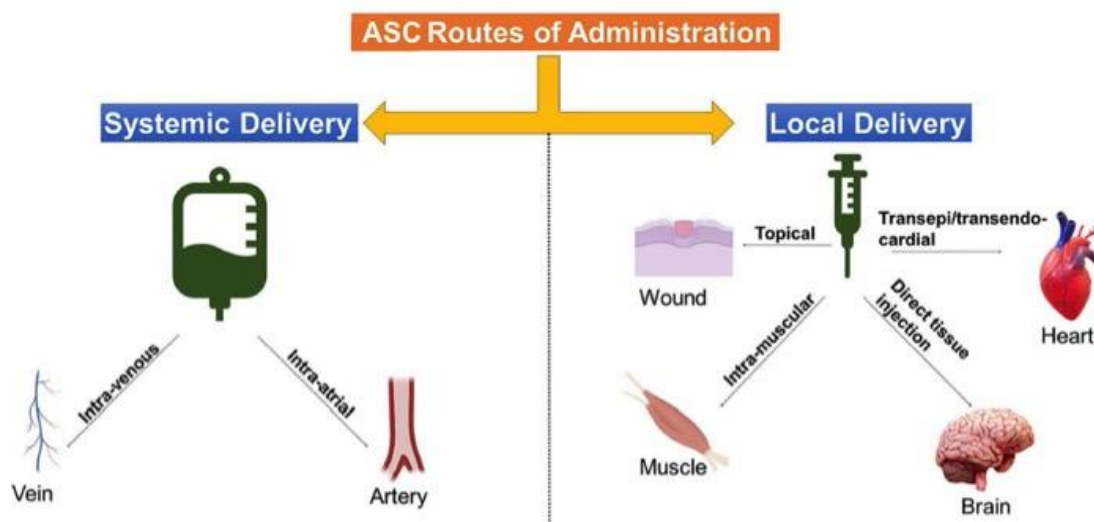 ASC Routes of Administration
Systemic Delivery
Intra-venous
Intra-atrial
Vein
Artery
Local Delivery
Topical
Transepi/transendo-
cardial
Wound
Heart
Intra-muscular
Direct tissue
injection
Muscle
Brain